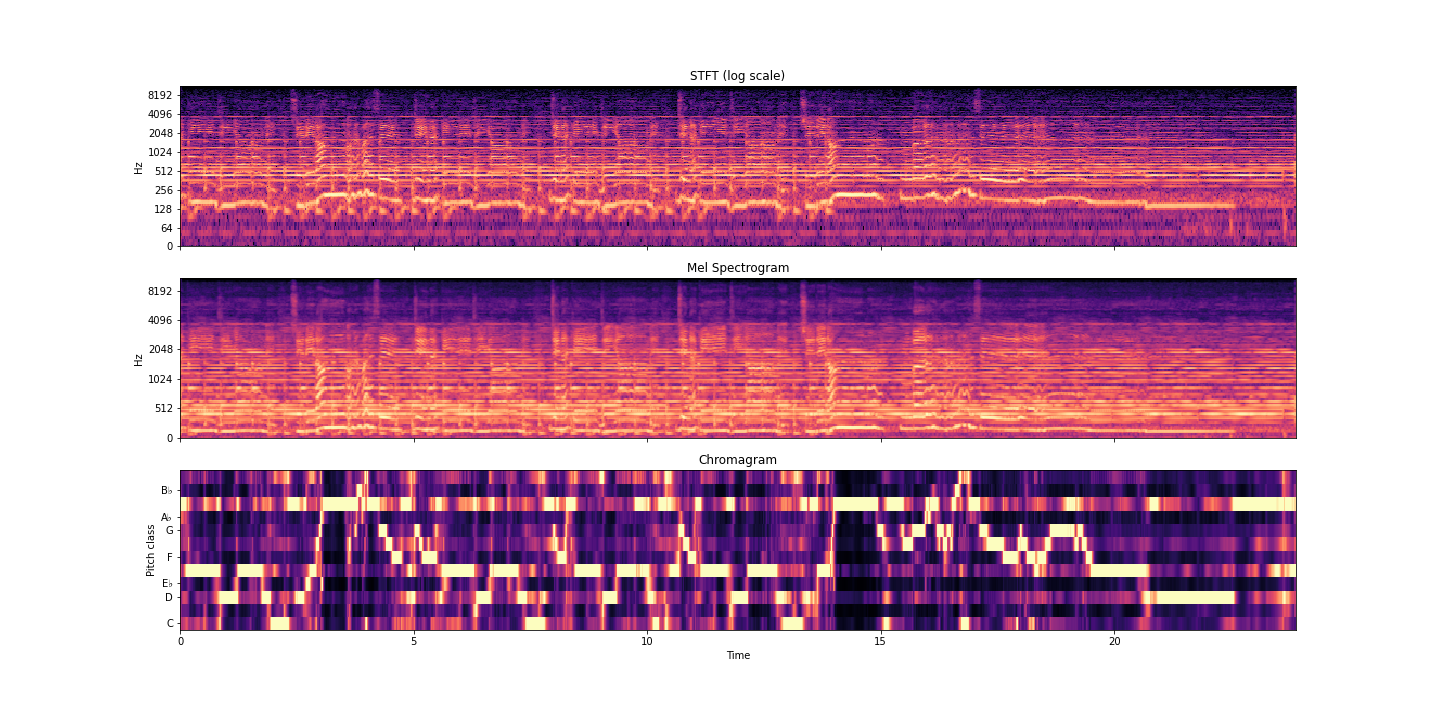 STFT (log scale)
8192
4096
2048
1024
512
256
128
64
0
Hz
Mel Spectrogram
8192
4096
2048
1024
512
0
Hz
Chromagram
B♭
A♭
G
F
E♭
D
C
Pitch class
0 5 10 15 20
Time